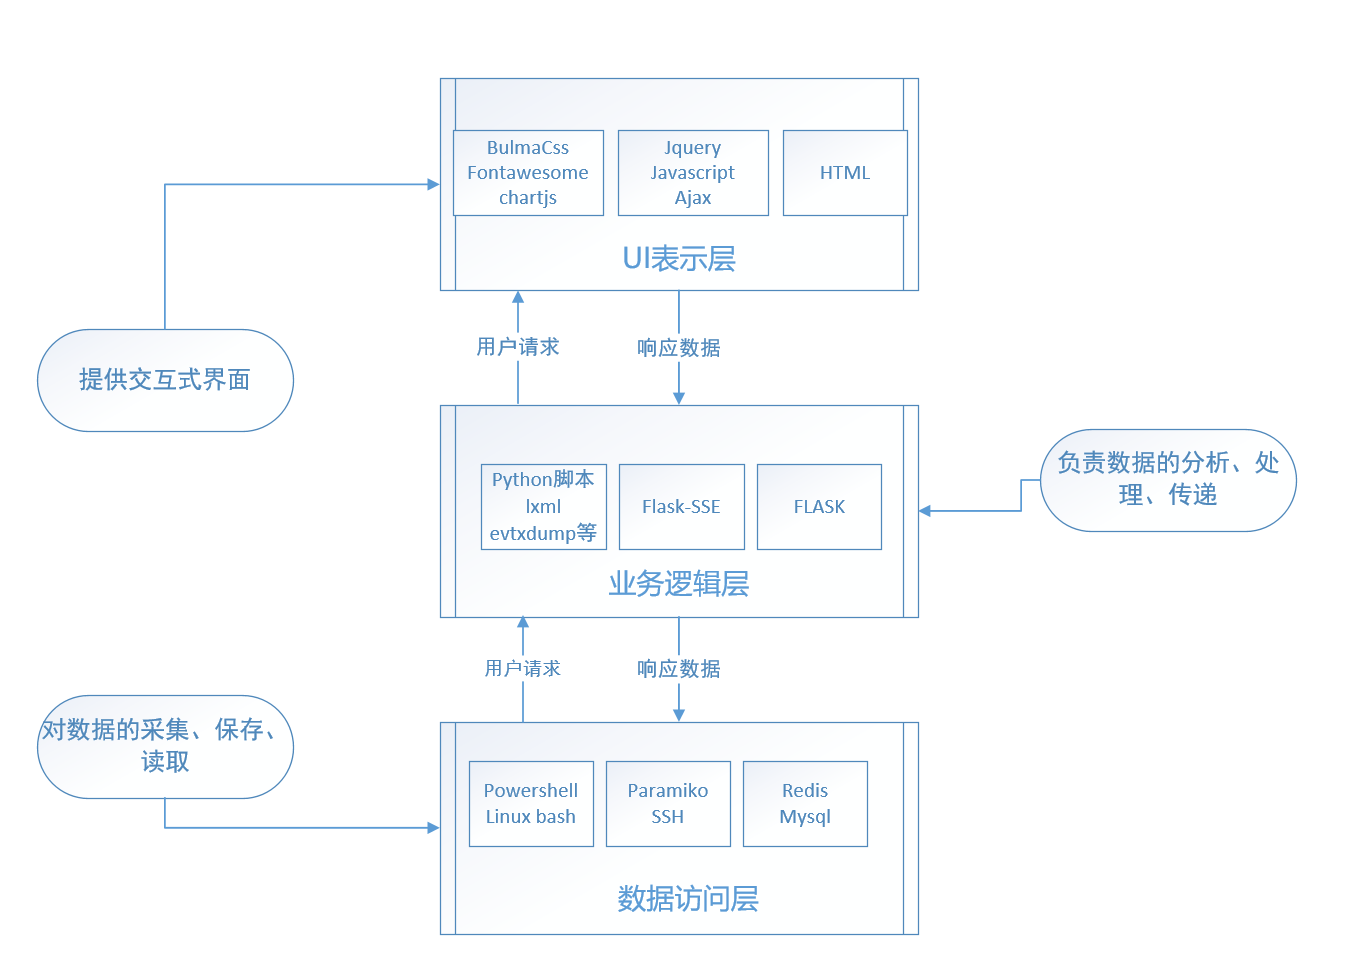 BulmaCss
Fontawesome
chartjs
Jquery
Javascript
Ajax
HTML
UI表示层
用户请求
响应数据
提供交互式界面
Python脚本
lxml
evtxdump等
Flask-SSE
FLASK
业务逻辑层
负责数据的分析、处
理、传递
用户请求
响应数据
对数据的采集、保存、
读取
Powershell
Linux bash
Paramiko
SSH
Redis
Mysql
数据访问层